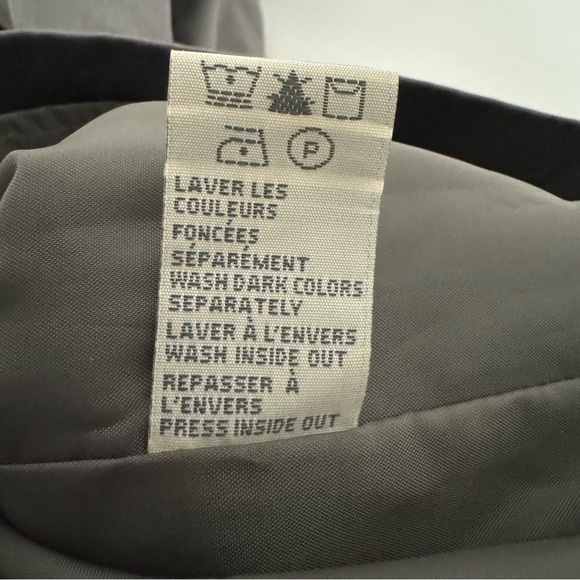 P
LAVER LES
COULEURS
FONCÉES
SÉPARÉMENT
WASH DARK COLORS
SEPARATELY
LAVER À L'ENVERS
WASH INSIDE OUT
REPASSER À
L'ENVERS
PRESS INSIDE OUT